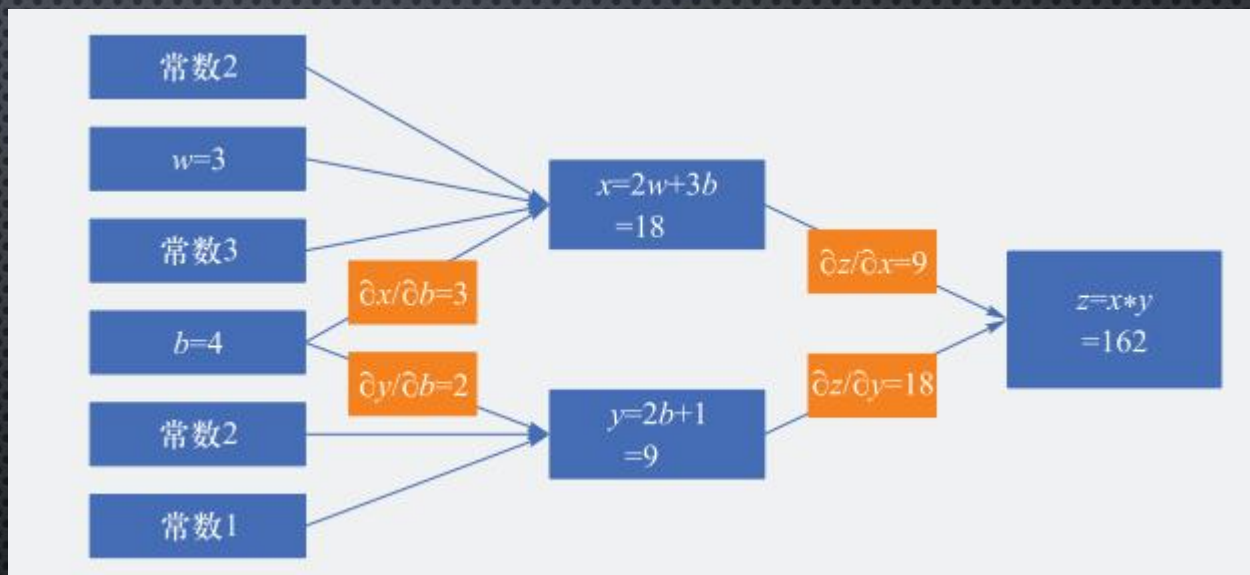 常数2
w=3
常数3
b=4
常数2
常数1
∂x/∂b=3
∂y/∂b=2
x=2w+3b
=18
y=2b+1
=9
∂z/∂x=9
∂z/∂y=18
z=x*y
=162